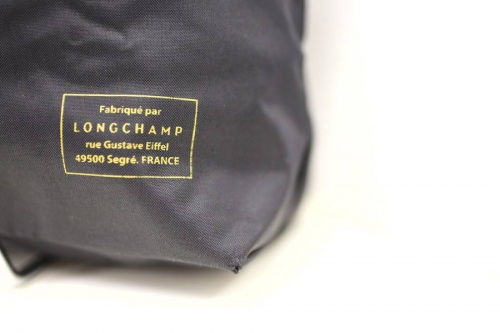 Fabriqué par
LONGCHAMP
rue Gustave Eiffel
49500 Segré. FRANCE